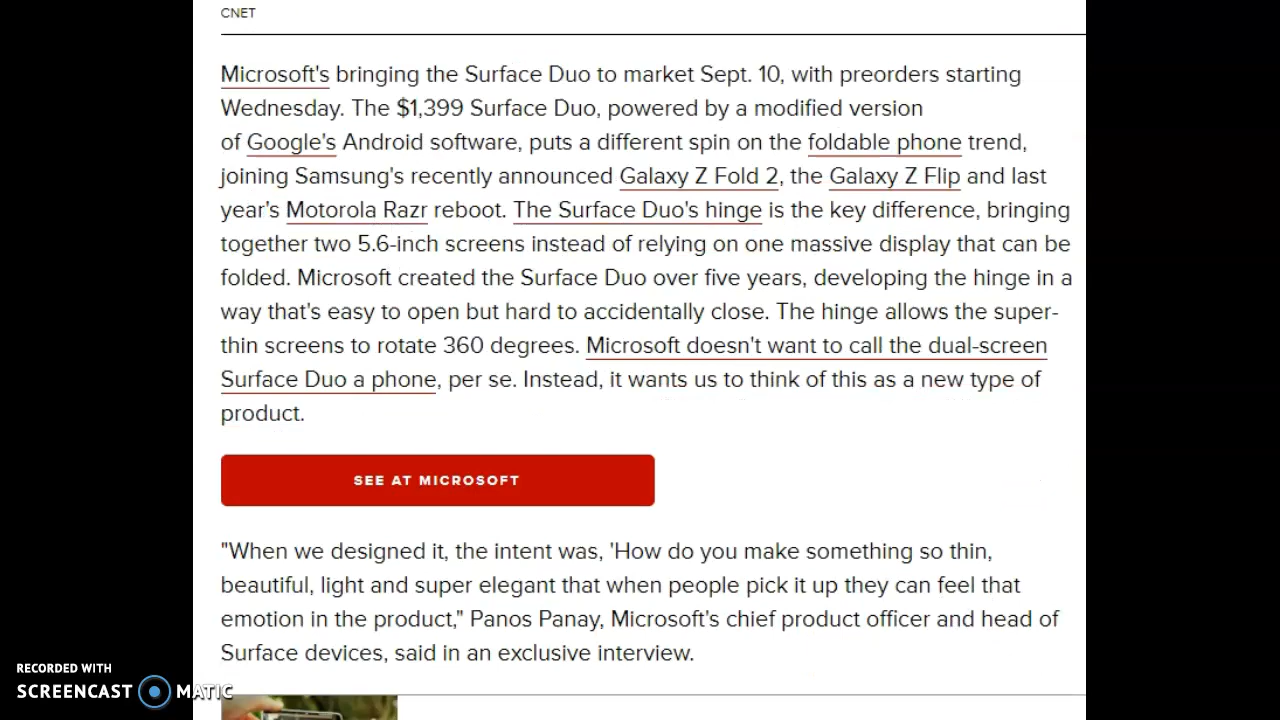 CNET
Microsoft's bringing the Surface Duo to market Sept. 10, with preorders starting
Wednesday. The $1,399 Surface Duo, powered by a modified version
of Google's Android software, puts a different spin on the foldable phone trend,
joining Samsung's recently announced Galaxy Z Fold 2, the Galaxy Z Flip and last
year's Motorola Razr reboot. The Surface Duo's hinge is the key difference, bringing
together two 5.6-inch screens instead of relying on one massive display that can be
folded. Microsoft created the Surface Duo over five years, developing the hinge in a
way that's easy to open but hard to accidentally close. The hinge allows the super-
thin screens to rotate 360 degrees. Microsoft doesn't want to call the dual-screen
Surface Duo a phone, per se. Instead, it wants us to think of this as a new type of
product.
SEE AT MICROSOFT
"When we designed it, the intent was, 'How do you make something so thin,
beautiful, light and super elegant that when people pick it up they can feel that
emotion in the product," Panos Panay, Microsoft's chief product officer and head of
Surface devices, said in an exclusive interview.
RECORDED WITH
SCREENCAST MATIC